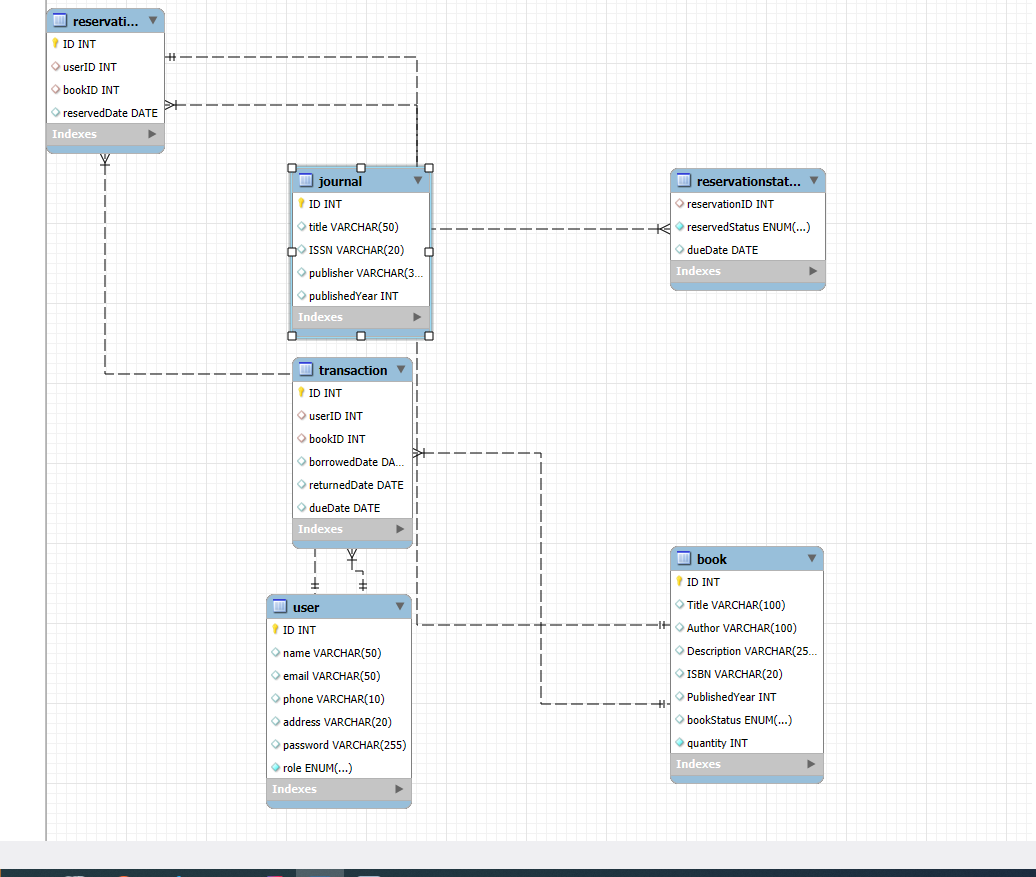 reservati...
ID INT
userID INT
bookID INT
reservedDate DATE
Indexes
journal
ID INT
title VARCHAR(50)
ISSN VARCHAR(20)
publisher VARCHAR(3...
publishedYear INT
Indexes
reservationstat...
reservationID INT
reservedStatus ENUM(...)
dueDate DATE
Indexes
transaction
ID INT
userID INT
bookID INT
borrowedDate DA...
returnedDate DATE
dueDate DATE
Indexes
user
ID INT
name VARCHAR(50)
email VARCHAR(50)
phone VARCHAR(10)
address VARCHAR(20)
password VARCHAR(255)
role ENUM(...)
Indexes
book
ID INT
Title VARCHAR(100)
Author VARCHAR(100)
Description VARCHAR(25...
ISBN VARCHAR(20)
PublishedYear INT
bookStatus ENUM(...)
quantity INT
Indexes